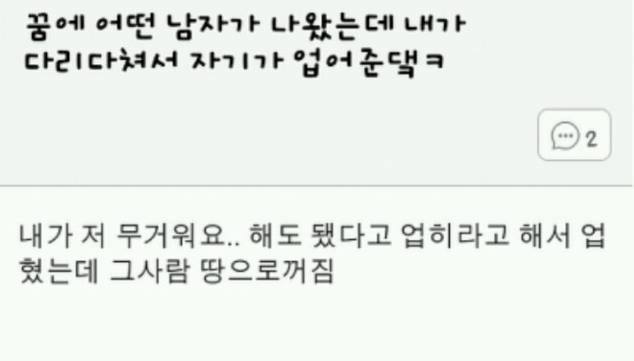 꿈에 어떤 남자가 나왔는데 내가
다리다쳐서 자기가 업어준댘ㅋ
2
내가 저 무거워요.. 해도 됐다고 업히라고 해서 업
혔는데 그사람 땅으로꺼짐